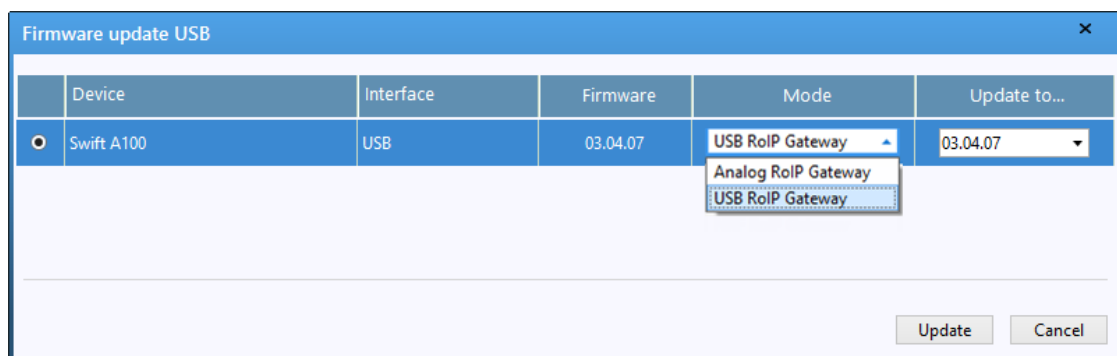 Firmware update USB
Device Interface Firmware Mode Update to...
Swift A100 USB 03.04.07 USB RoIP Gateway 03.04.07
Analog RoIP Gateway
USB RoIP Gateway
Update Cancel